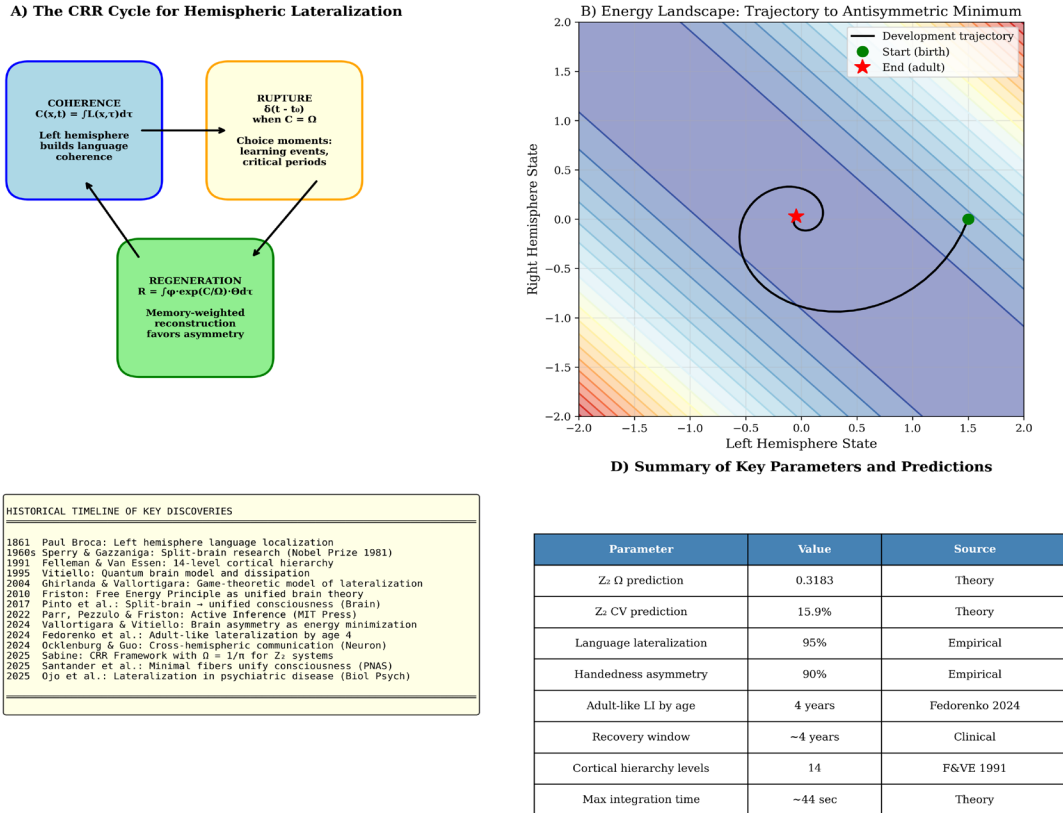 A) The CRR Cycle for Hemispheric Lateralization
COHERENCE
C(x,t) = ∫L(x,τ)dτ
Left hemisphere
builds language
coherence
RUPTURE
δ(t - t₀)
when C = Ω
Choice moments:
learning events,
critical periods
REGENERATION
R = ∫φ·exp(C/Ω)·Θdτ
Memory-weighted
reconstruction
favors asymmetry
B) Energy Landscape: Trajectory to Antisymmetric Minimum
Development trajectory
Start (birth)
End (adult)
2.0
1.5
1.0
0.5
0.0
−0.5
−1.0
−1.5
−2.0
Right Hemisphere State
−2.0 −1.5 −1.0 −0.5 0.0 0.5 1.0 1.5 2.0
Left Hemisphere State
HISTORICAL TIMELINE OF KEY DISCOVERIES
1861 Paul Broca: Left hemisphere language localization
1960s Sperry & Gazzaniga: Split-brain research (Nobel Prize 1981)
1991 Felleman & Van Essen: 14-level cortical hierarchy
1995 Vitiello: Quantum brain model and dissipation
2004 Ghirlanda & Vallortigara: Game-theoretic model of lateralization
2010 Friston: Free Energy Principle as unified brain theory
2017 Pinto et al.: Split-brain → unified consciousness (Brain)
2022 Parr, Pezzulo & Friston: Active Inference (MIT Press)
2024 Vallortigara & Vitiello: Brain asymmetry as energy minimization
2024 Fedorenko et al.: Adult-like lateralization by age 4
2024 Ocklenburg & Guo: Cross-hemispheric communication (Neuron)
2025 Sabine: CRR Framework with Ω = 1/π for Z₂ systems
2025 Santander et al.: Minimal fibers unify consciousness (PNAS)
2025 Ojo et al.: Lateralization in psychiatric disease (Biol Psych)
D) Summary of Key Parameters and Predictions
Parameter Value Source
Z₂ Ω prediction 0.3183 Theory
Z₂ CV prediction 15.9% Theory
Language lateralization 95% Empirical
Handedness asymmetry 90% Empirical
Adult-like LI by age 4 years Fedorenko 2024
Recovery window ~4 years Clinical
Cortical hierarchy levels 14 F&VE 1991
Max integration time ~44 sec Theory